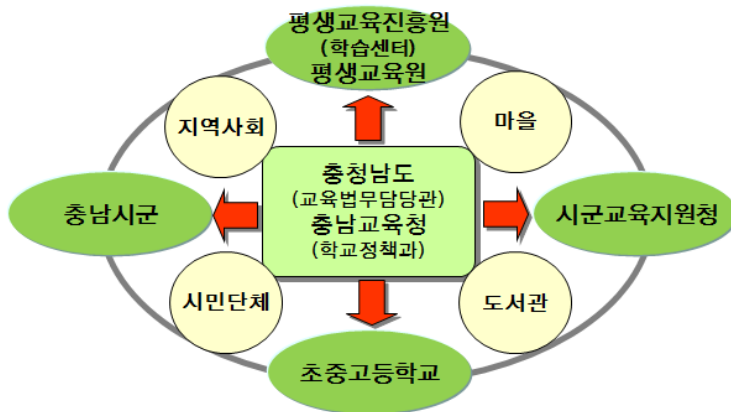 평생교육진흥원
(학습센터)
평생교육원
지역사회
마을
충청남도
(교육법무담당관)
충남교육청
(학교정책과)
충남시군
시군교육지원청
시민단체
도서관
초중고등학교